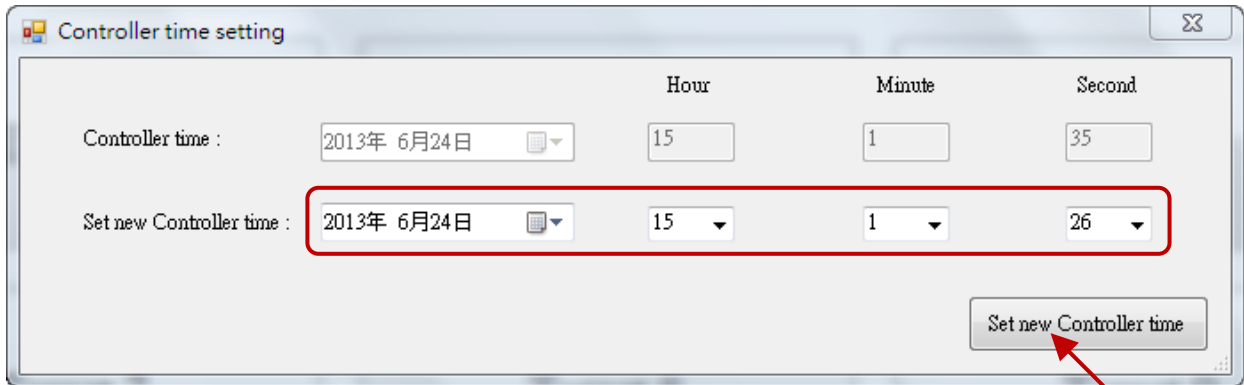 Controller time setting
Hour Minute Second
Controller time : 2013年 6月24日 15 1 35
Set new Controller time : 2013年 6月24日 15 1 26
Set new Controller time